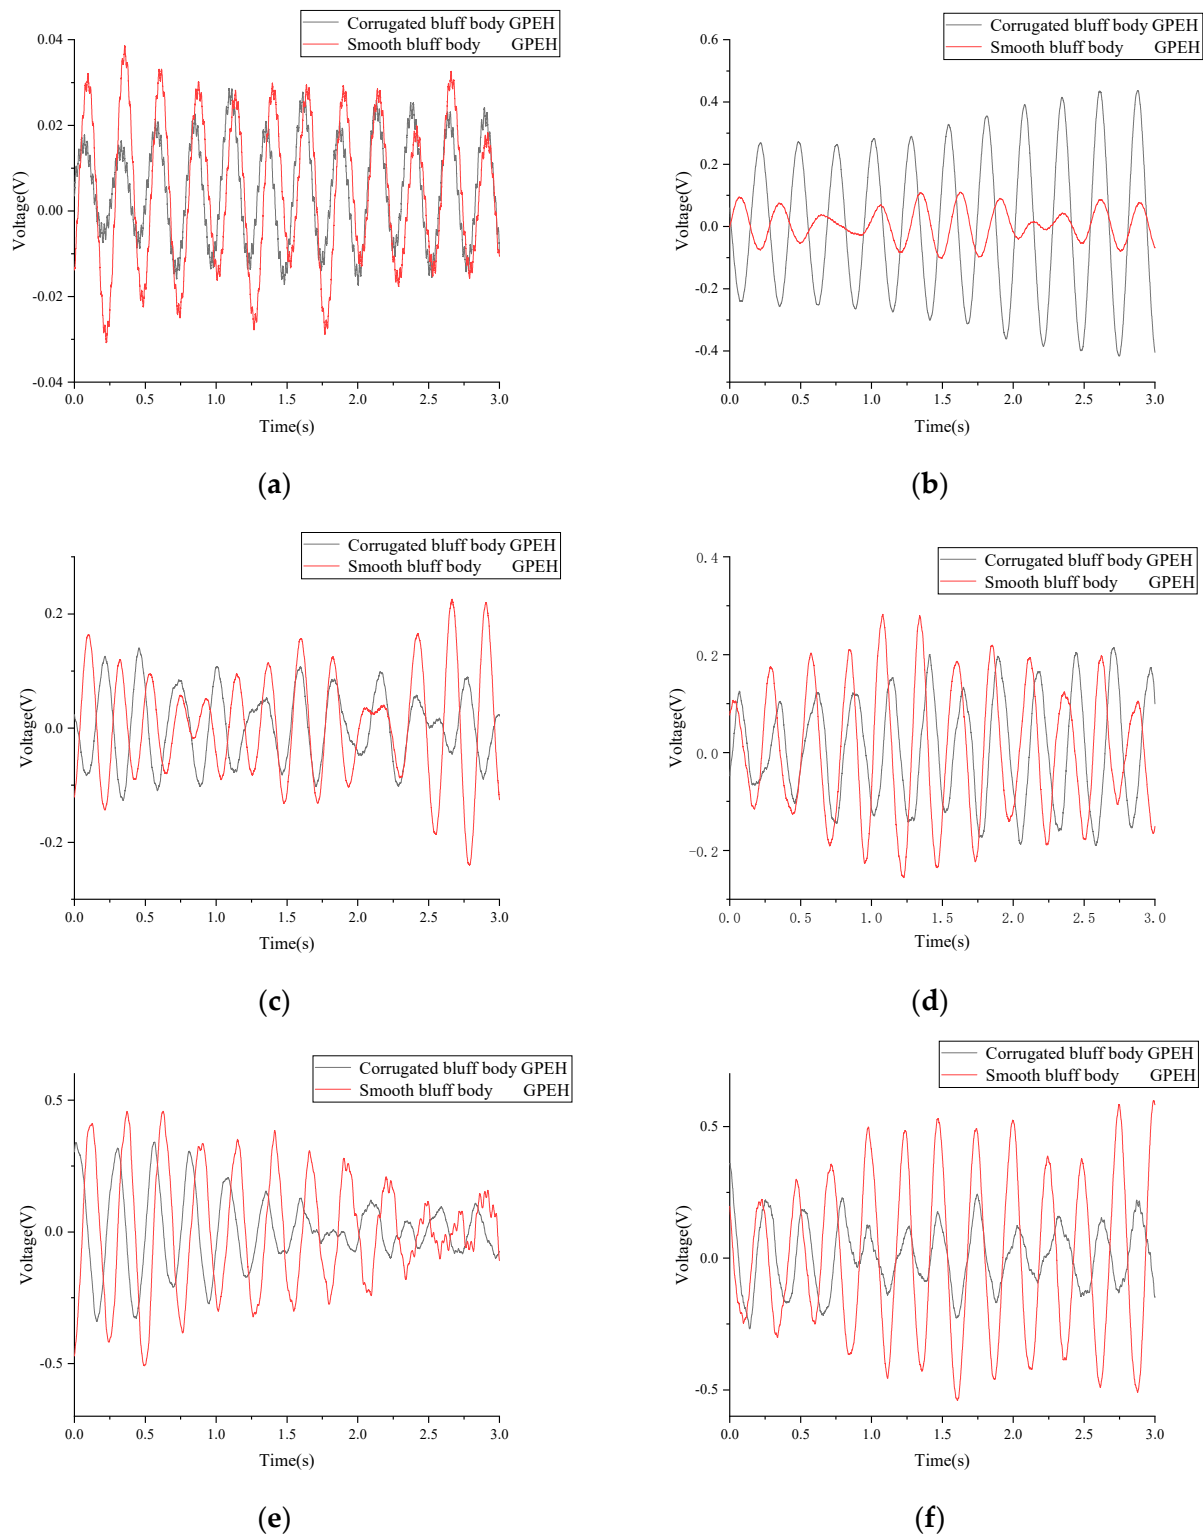 Corrugated bluff body GPEH
Smooth bluff body GPEH
0.04
0.02
0.00
-0.02
-0.04
Voltage(V)
0.0 0.5 1.0 1.5 2.0 2.5 3.0
Time(s)
(a)
Corrugated bluff body GPEH
Smooth bluff body GPEH
0.6
0.4
0.2
0.0
-0.2
-0.4
Voltage(V)
0.0 0.5 1.0 1.5 2.0 2.5 3.0
Time(s)
(b)
Corrugated bluff body GPEH
Smooth bluff body GPEH
0.2
0.0
-0.2
Voltage(V)
0.0 0.5 1.0 1.5 2.0 2.5 3.0
Time(s)
(c)
Corrugated bluff body GPEH
Smooth bluff body GPEH
0.4
0.2
0.0
-0.2
Voltage(V)
0.0 0.5 1.0 1.5 2.0 2.5 3.0
Time(s)
(d)
Corrugated bluff body GPEH
Smooth bluff body GPEH
0.5
0.0
-0.5
Voltage(V)
0.0 0.5 1.0 1.5 2.0 2.5 3.0
Time(s)
(e)
Corrugated bluff body GPEH
Smooth bluff body GPEH
0.5
0.0
-0.5
Voltage(V)
0.0 0.5 1.0 1.5 2.0 2.5 3.0
Time(s)
(f)